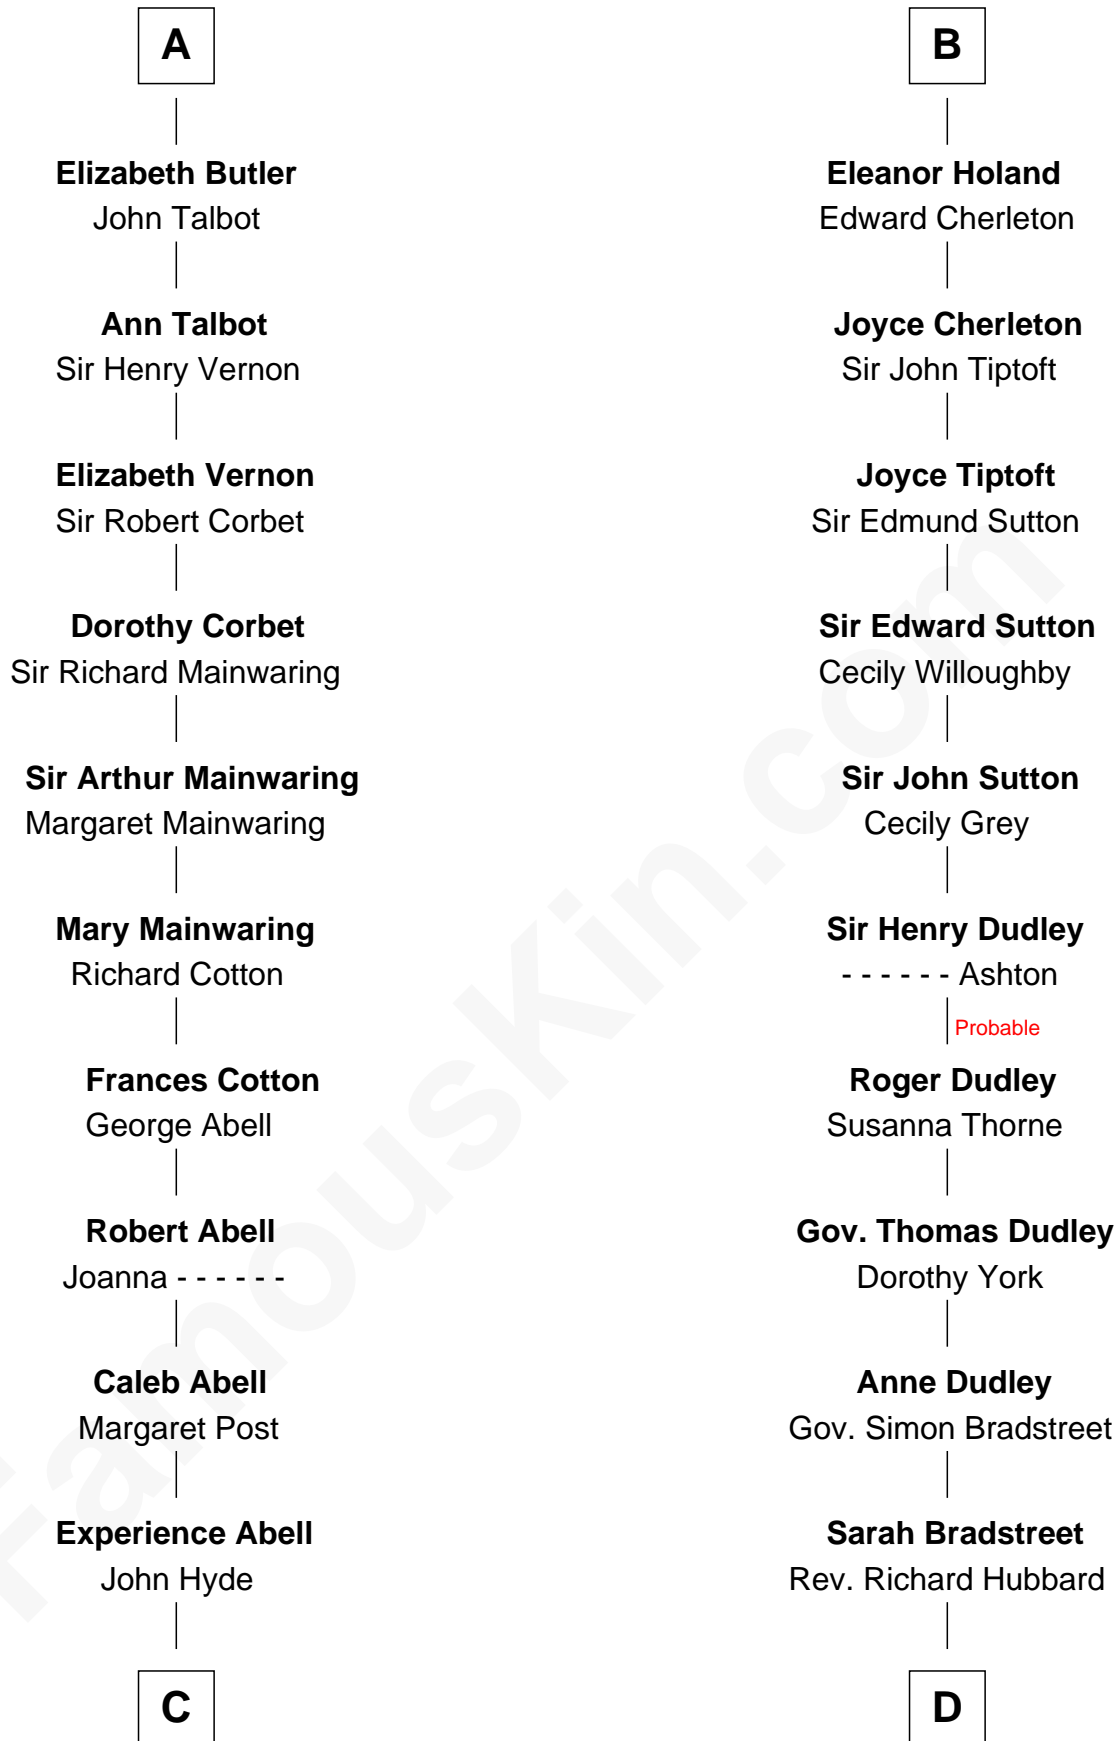 A
Elizabeth Butler
John Talbot
Ann Talbot
Sir Henry Vernon
Elizabeth Vernon
Sir Robert Corbet
Dorothy Corbet
Sir Richard Mainwaring
Sir Arthur Mainwaring
Margaret Mainwaring
Mary Mainwaring
Richard Cotton
Frances Cotton
George Abell
Robert Abell
Joanna - - - - - -
Caleb Abell
Margaret Post
Experience Abell
John Hyde
C
B
Eleanor Holand
Edward Cherleton
Joyce Cherleton
Sir John Tiptoft
Joyce Tiptoft
Sir Edmund Sutton
Sir Edward Sutton
Cecily Willoughby
Sir John Sutton
Cecily Grey
Sir Henry Dudley
- - - - - - Ashton
Probable
Roger Dudley
Susanna Thorne
Gov. Thomas Dudley
Dorothy York
Anne Dudley
Gov. Simon Bradstreet
Sarah Bradstreet
Rev. Richard Hubbard
D
FamousKin.com